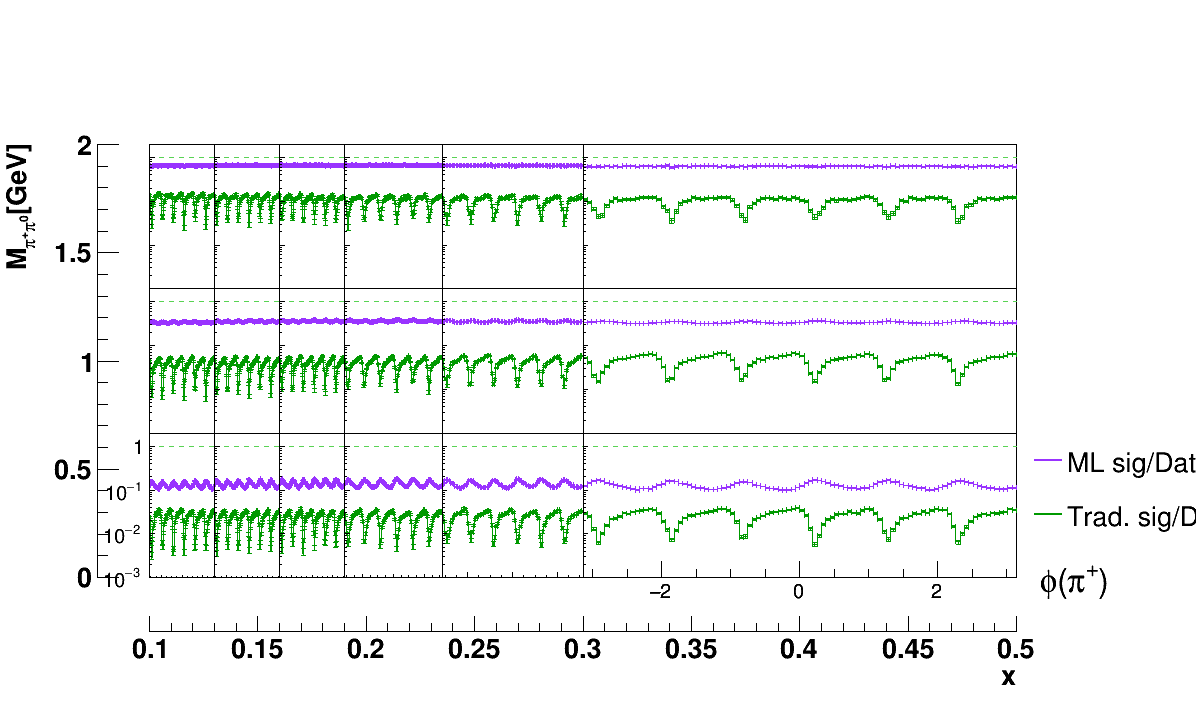 M_{π⁺π⁰}[GeV]
2
1.5
1
0.5
0
1
10⁻¹
10⁻²
10⁻³
ML sig/Dat
Trad. sig/D
−2 0 2
ϕ(π⁺)
0.1 0.15 0.2 0.25 0.3 0.35 0.4 0.45 0.5
x